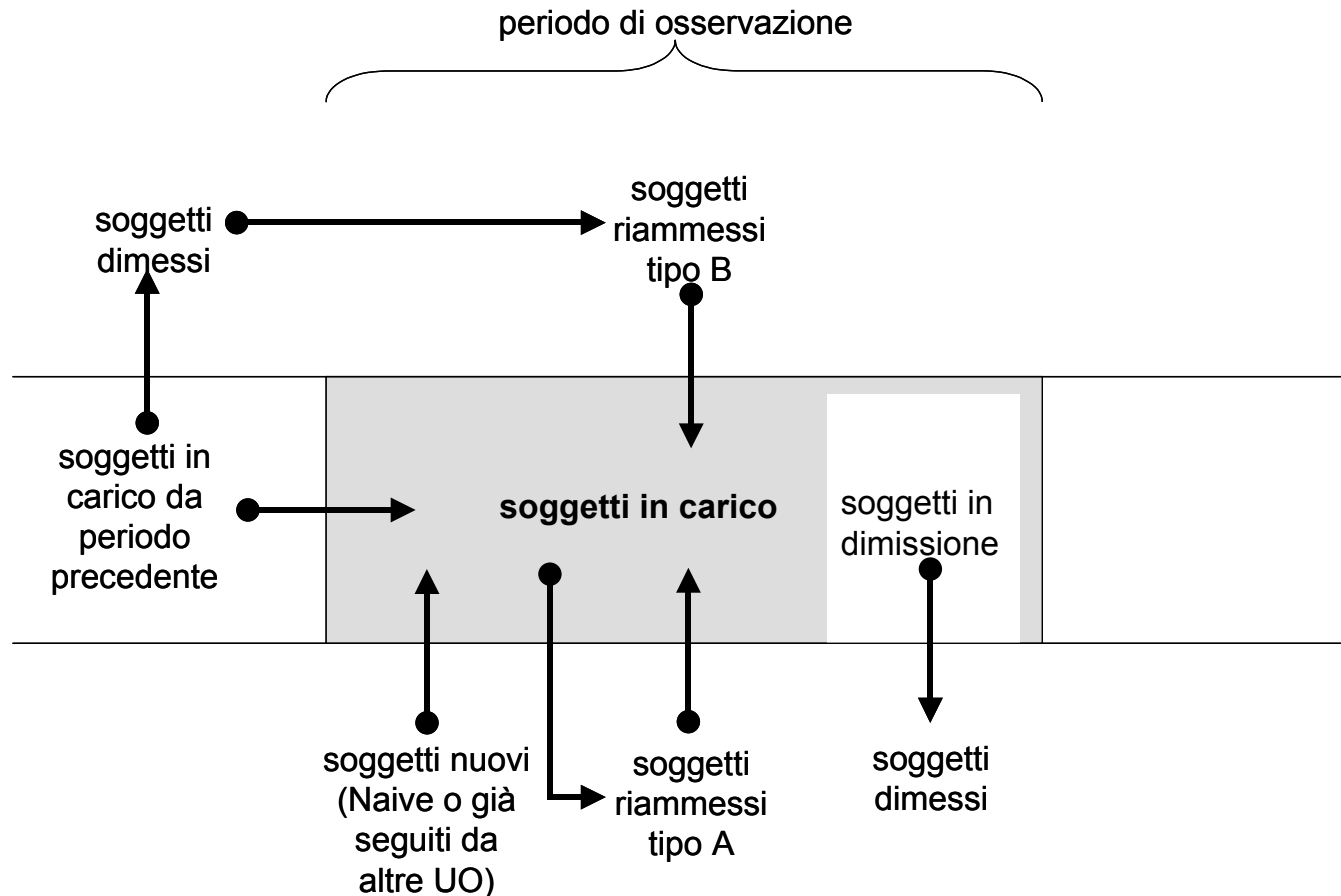 periodo di osservazione
soggetti
dimessi
soggetti
riammessi
tipo B
soggetti in
carico da
periodo
precedente
soggetti in carico
soggetti in
dimissione
soggetti nuovi
(Naive o già
seguiti da
altre UO)
soggetti
riammessi
tipo A
soggetti
dimessi